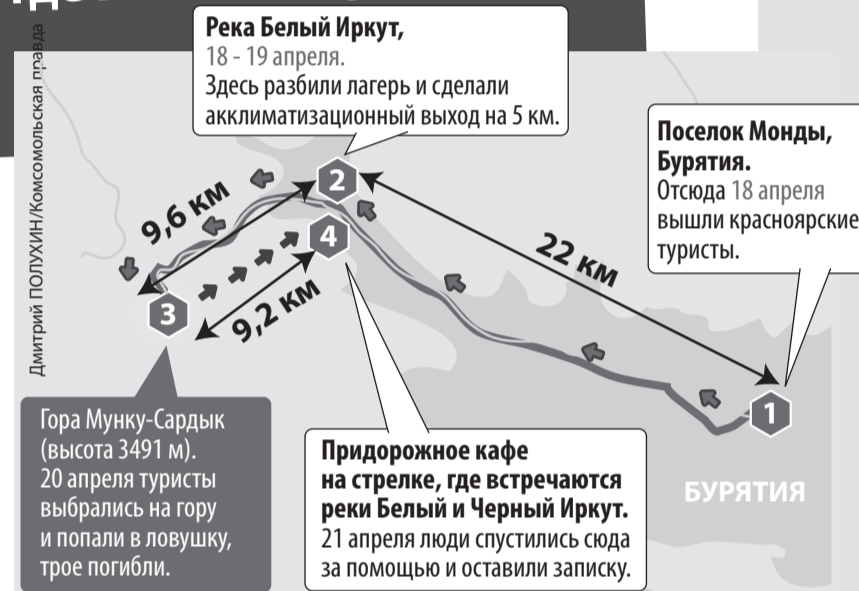 Дмитрий ПОЛУХИН/Комсомольская правда
Река Белый Иркут,
18 - 19 апреля.
Здесь разбили лагерь и сделали
акклиматизационный выход на 5 км.
Поселок Монды,
Бурятия.
Отсюда 18 апреля
вышли красноярские
туристы.
2
9,6 км
4
22 км
9,2 км
3
1
Гора Мунку-Сардык
(высота 3491 м).
20 апреля туристы
выбрались на гору
и попали в ловушку,
трое погибли.
Придорожное кафе
на стрелке, где встречаются
реки Белый и Черный Иркут.
21 апреля люди спустились сюда
за помощью и оставили записку.
БУРЯТИЯ